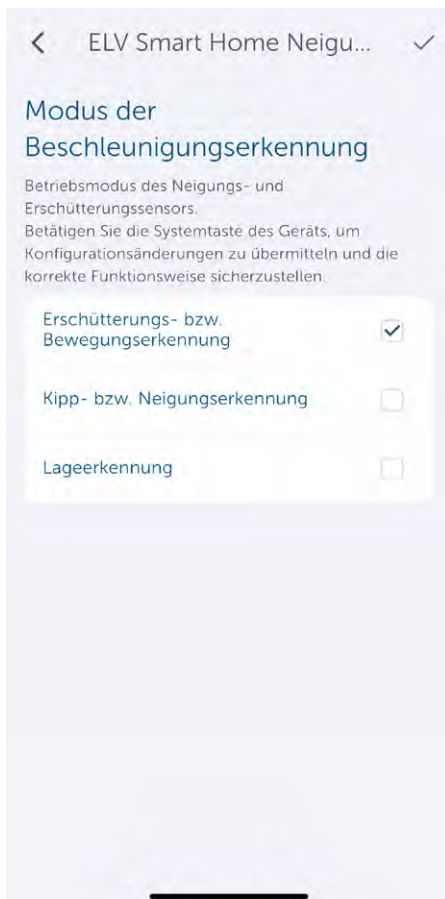 ELV Smart Home Neigu...
Modus der
Beschleunigungserkennung
Betriebsmodus des Neigungs- und
Erschütterungssensors.
Betätigen Sie die Systemtaste des Geräts, um
Konfigurationsänderungen zu übermitteln und die
korrekte Funktionsweise sicherzustellen.
Erschütterungs- bzw.
Bewegungserkennung
Kipp- bzw. Neigungserkennung
Lageerkennung